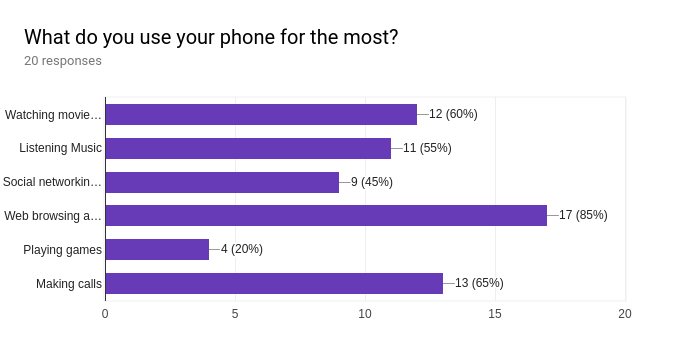 What do you use your phone for the most?
20 responses
Watching movie… 12 (60%)
Listening Music 11 (55%)
Social networkin… 9 (45%)
Web browsing a… 17 (85%)
Playing games 4 (20%)
Making calls 13 (65%)
0 5 10 15 20